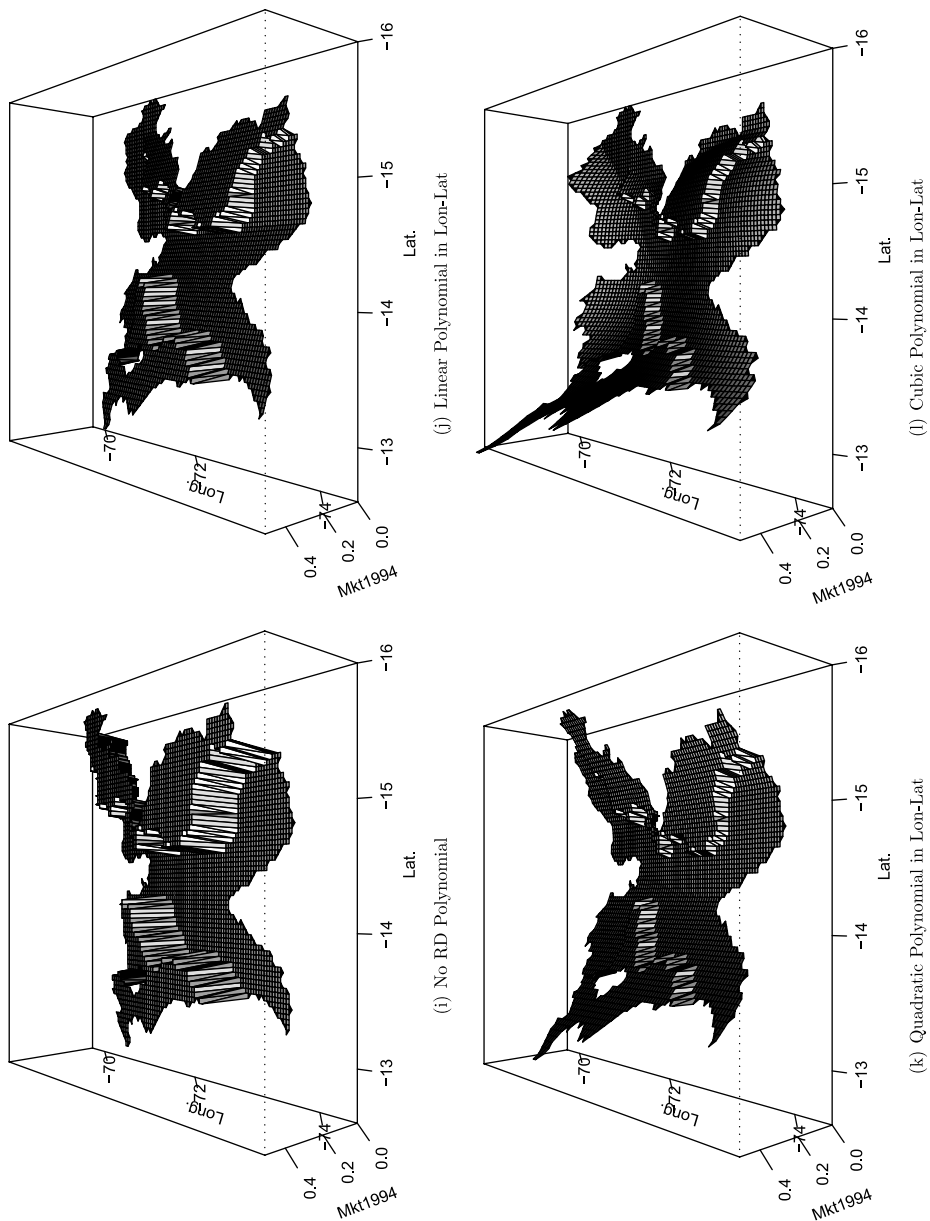 Mkt1994
0.4
0.2
0.0
−74
−72
−70
Long.
−13
−14
−15
−16
Lat.
(i) No RD Polynomial
Mkt1994
0.4
0.2
0.0
−74
−72
−70
Long.
−13
−14
−15
−16
Lat.
(j) Linear Polynomial in Lon-Lat
Mkt1994
0.4
0.2
0.0
−74
−72
−70
Long.
−13
−14
−15
−16
Lat.
(k) Quadratic Polynomial in Lon-Lat
Mkt1994
0.4
0.2
0.0
−74
−72
−70
Long.
−13
−14
−15
−16
Lat.
(l) Cubic Polynomial in Lon-Lat